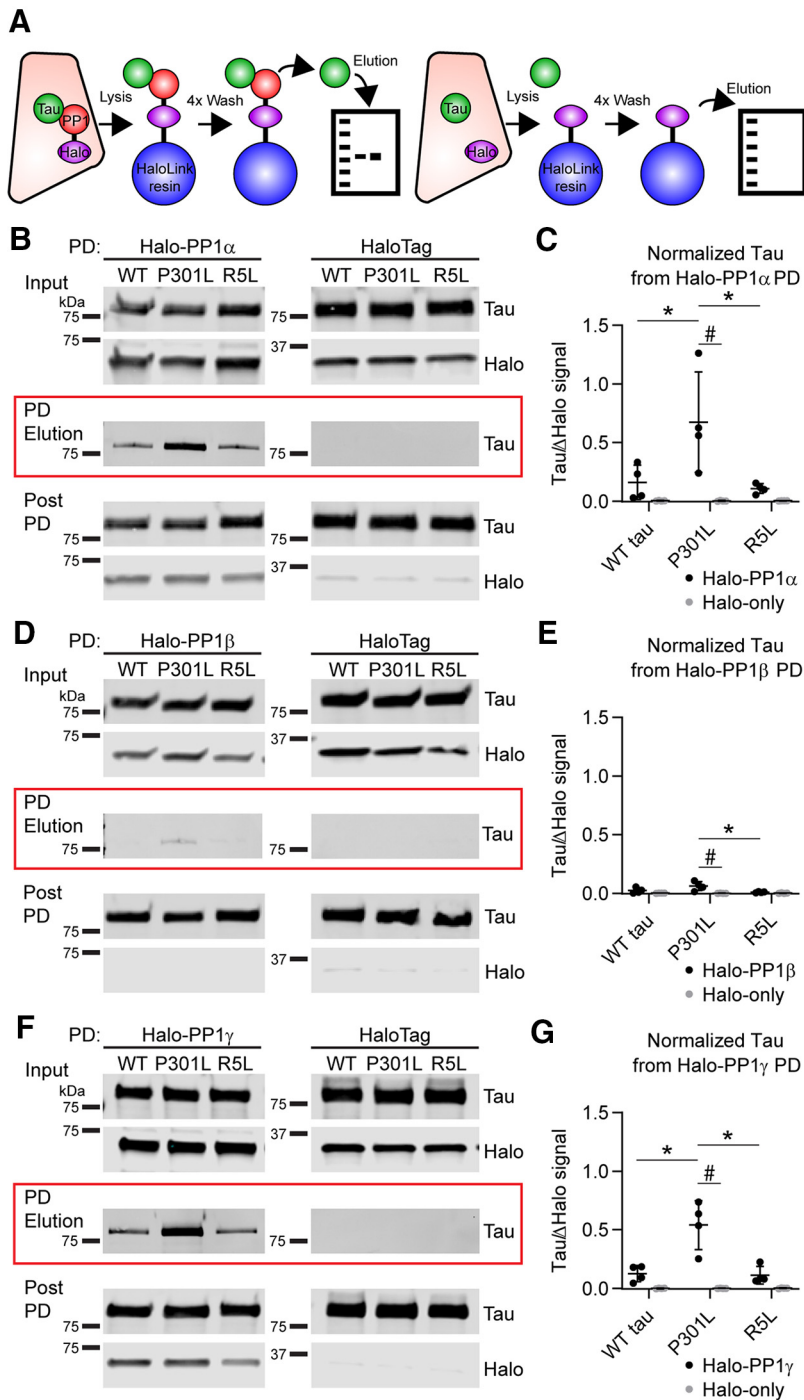 A
Tau
PP1
Halo
Lysis
HaloLink
resin
4x Wash
Elution
Tau
Halo
Lysis
HaloLink
resin
4x Wash
Elution
B
PD:
Halo-PP1α
HaloTag
Input
WT P301L R5L
WT P301L R5L
kDa
75
75
Tau
75
37
Halo
PD
Elution
75
75
Tau
Post
PD
75
75
Tau
75
37
Halo
C
Normalized Tau
from Halo-PP1α PD
Tau/ΔHalo signal
1.5
1.0
0.5
0.0
*
*
#
WT tau
P301L
R5L
Halo-PP1α
Halo-only
D
PD:
Halo-PP1β
HaloTag
Input
WT P301L R5L
WT P301L R5L
kDa
75
75
Tau
75
37
Halo
PD
Elution
75
75
Tau
Post
PD
75
Tau
75
37
Halo
E
Normalized Tau
from Halo-PP1β PD
Tau/ΔHalo signal
1.5
1.0
0.5
0.0
*
#
WT tau
P301L
R5L
Halo-PP1β
Halo-only
F
PD:
Halo-PP1γ
HaloTag
Input
WT P301L R5L
WT P301L R5L
kDa
75
75
Tau
75
37
Halo
PD
Elution
75
75
Tau
Post
PD
75
75
Tau
75
37
Halo
G
Normalized Tau
from Halo-PP1γ PD
Tau/ΔHalo signal
1.5
1.0
0.5
0.0
*
*
#
WT tau
P301L
R5L
Halo-PP1γ
Halo-only